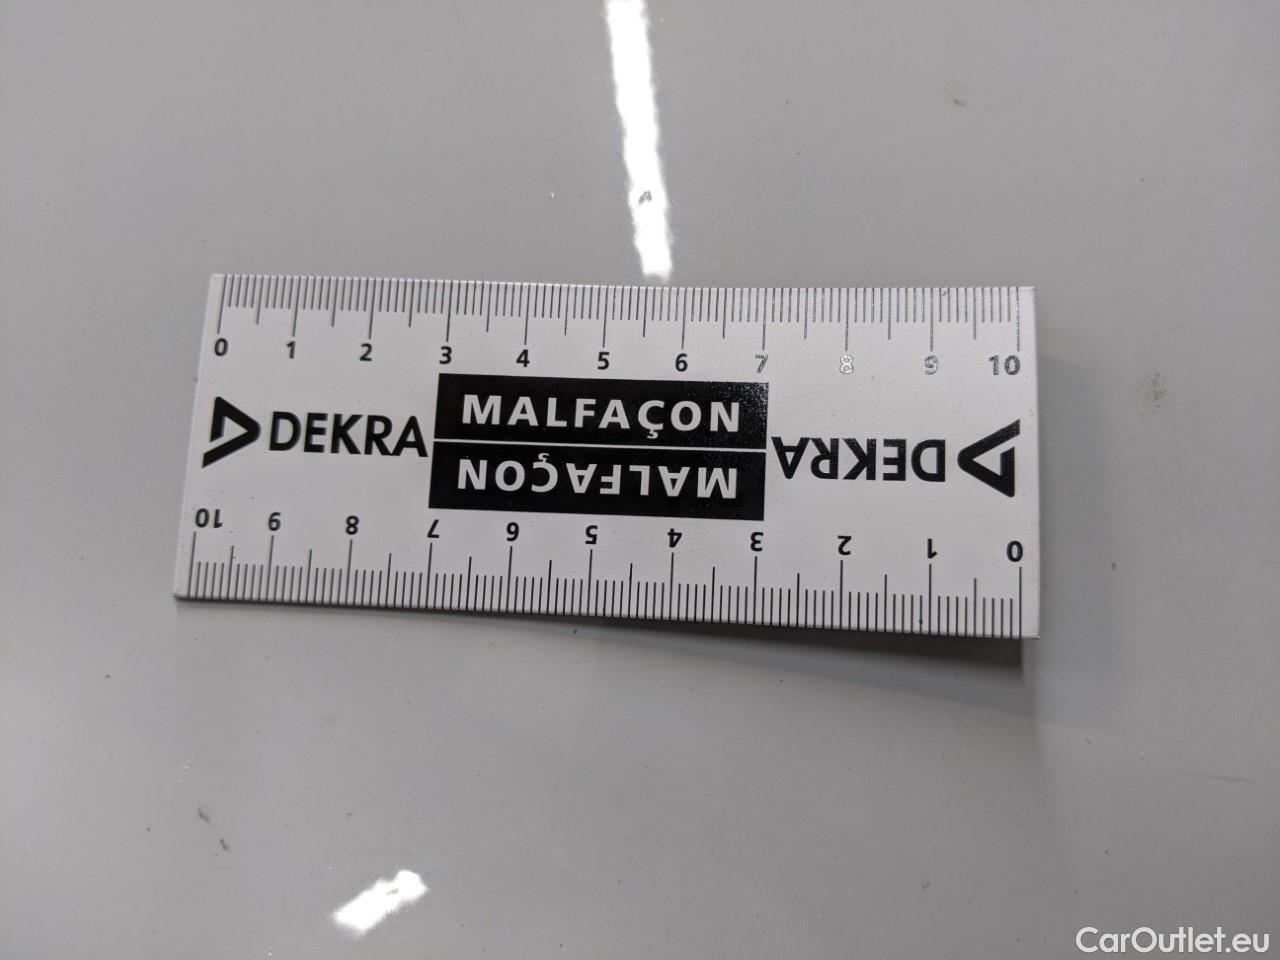 0 1 2 3 4 5 6 7 8 9 10
DEKRA MALFAÇON
MALFAÇON DEKRA
10 9 8 7 6 5 4 3 2 1 0
CarOutlet.eu